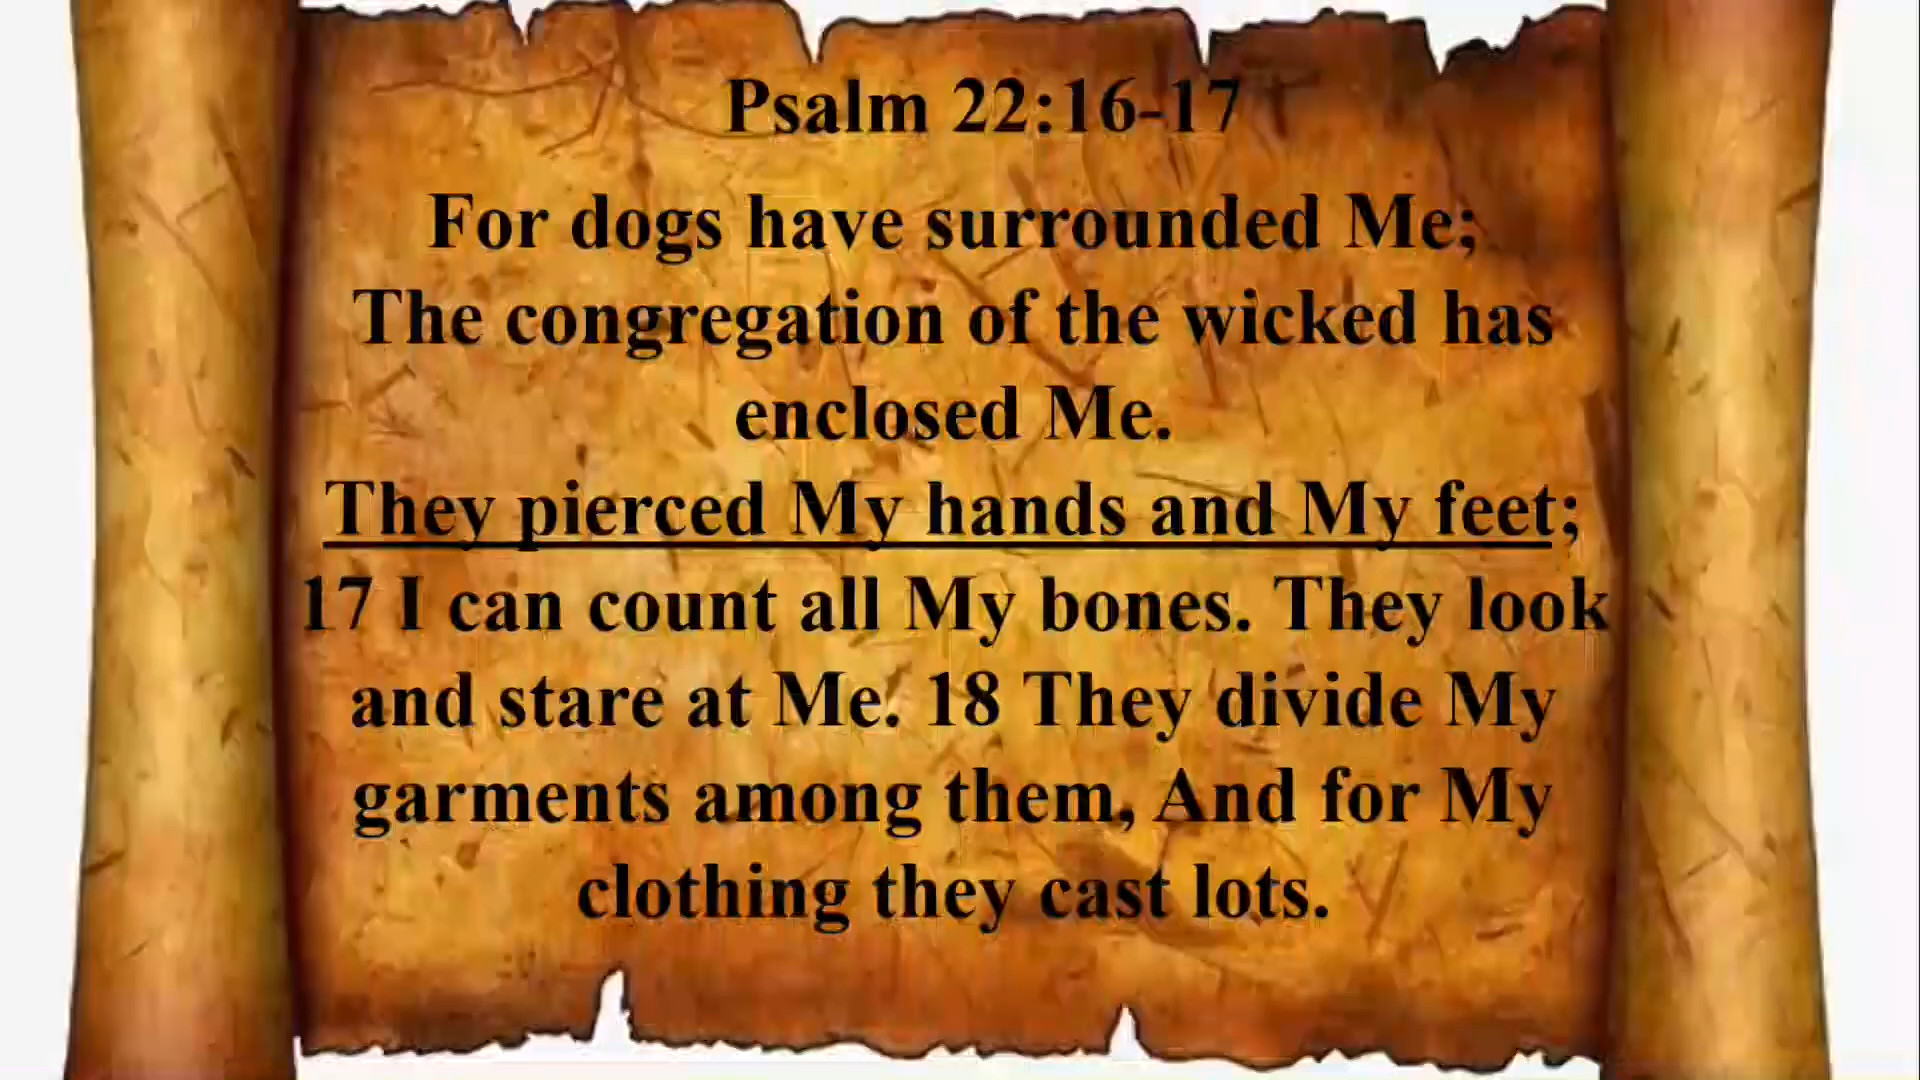 Psalm 22:16-17
For dogs have surrounded Me;
The congregation of the wicked has
enclosed Me.
They pierced My hands and My feet;
17 I can count all My bones. They look
and stare at Me. 18 They divide My
garments among them, And for My
clothing they cast lots.